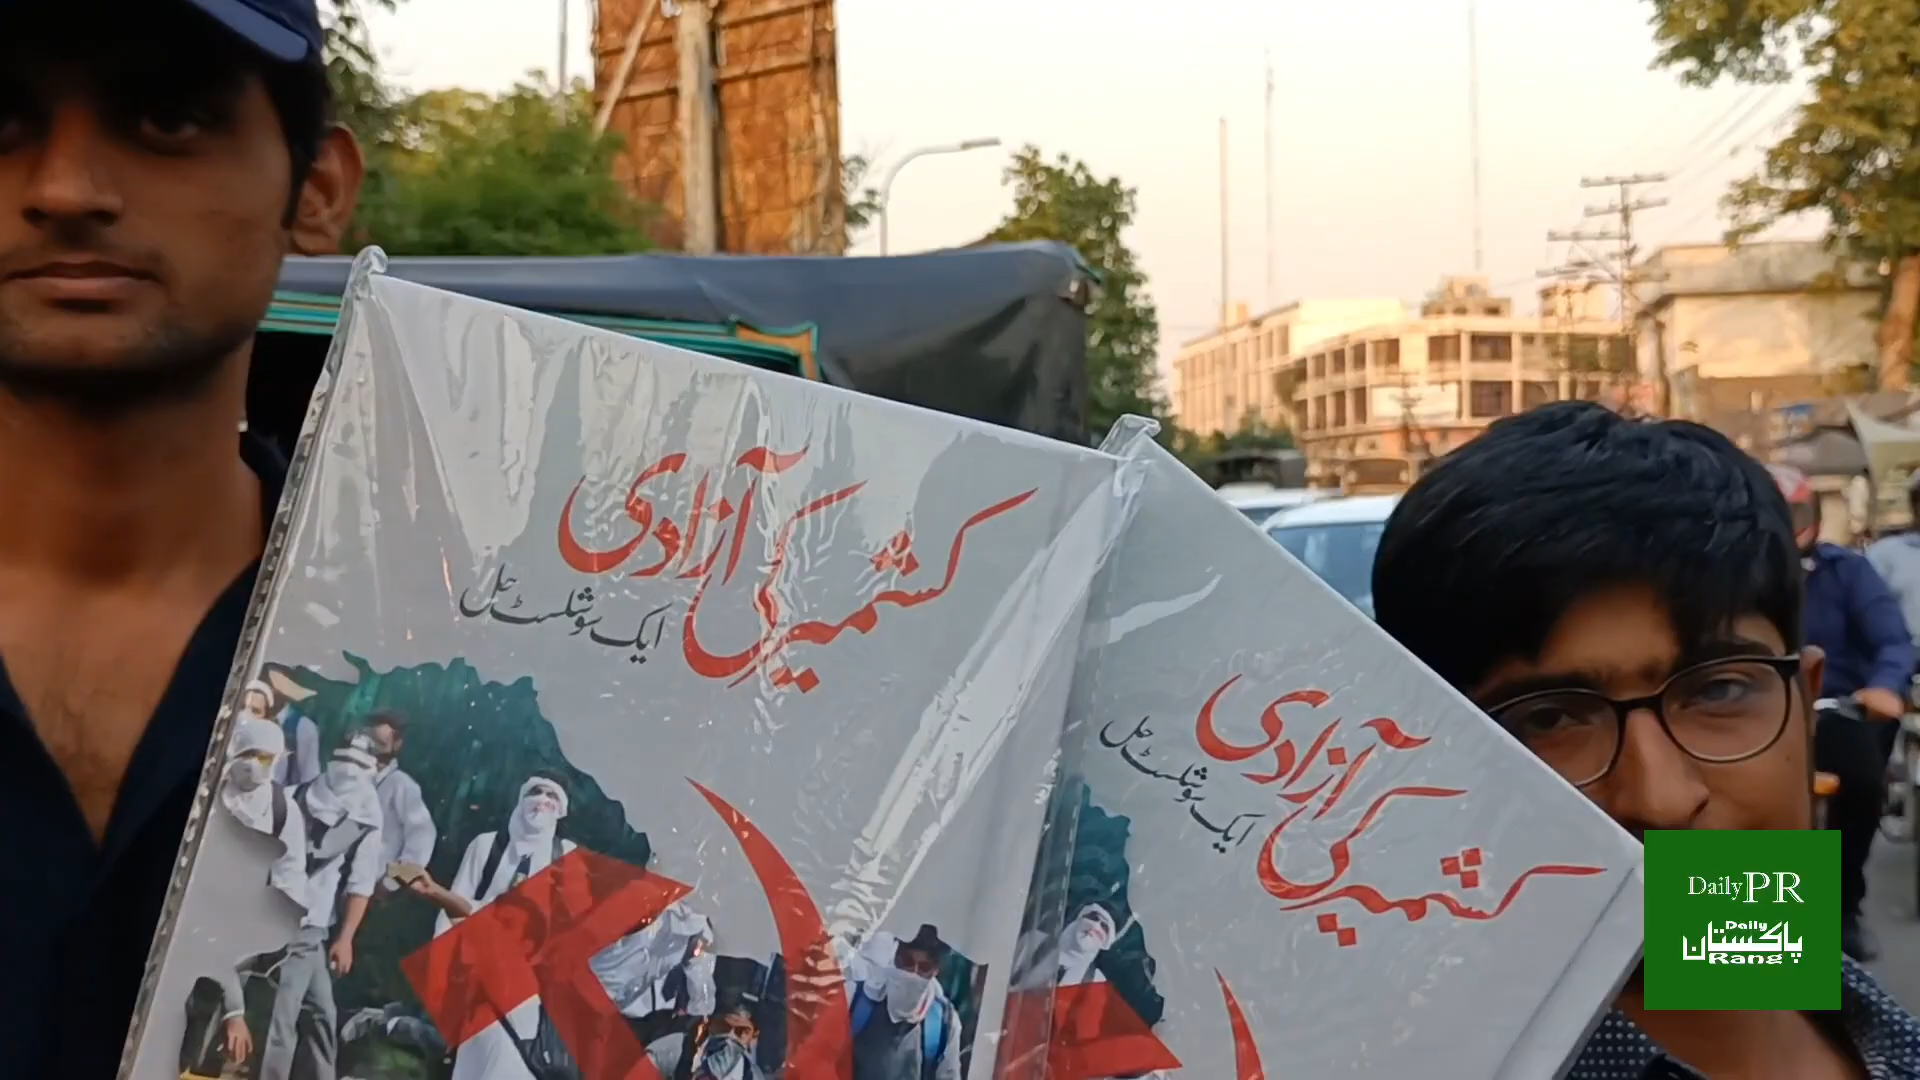 کشمیر کی آزادی
ایک سوشلسٹ حل
کشمیر کی آزادی
ایک سوشلسٹ حل
Daily PR
Daily
پاکستان
Rang